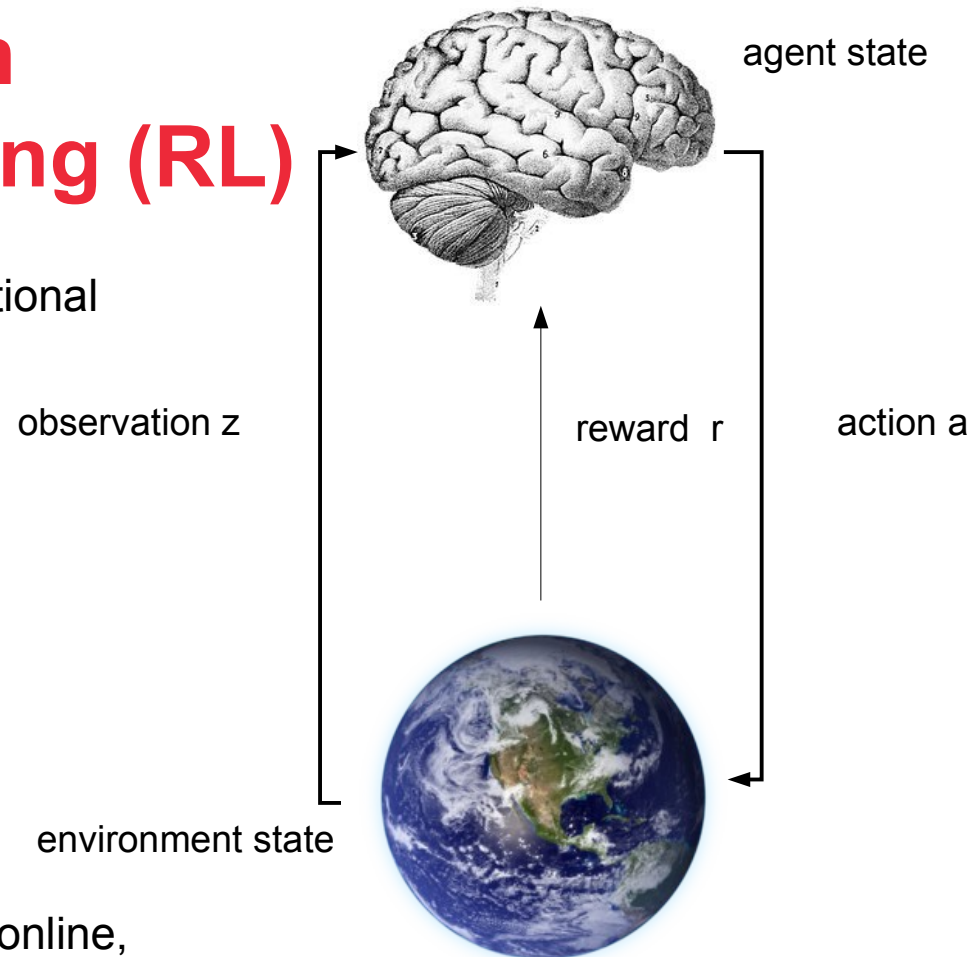 n
ng (RL)
agent state
tional
observation z
reward r
action a
environment state
online,